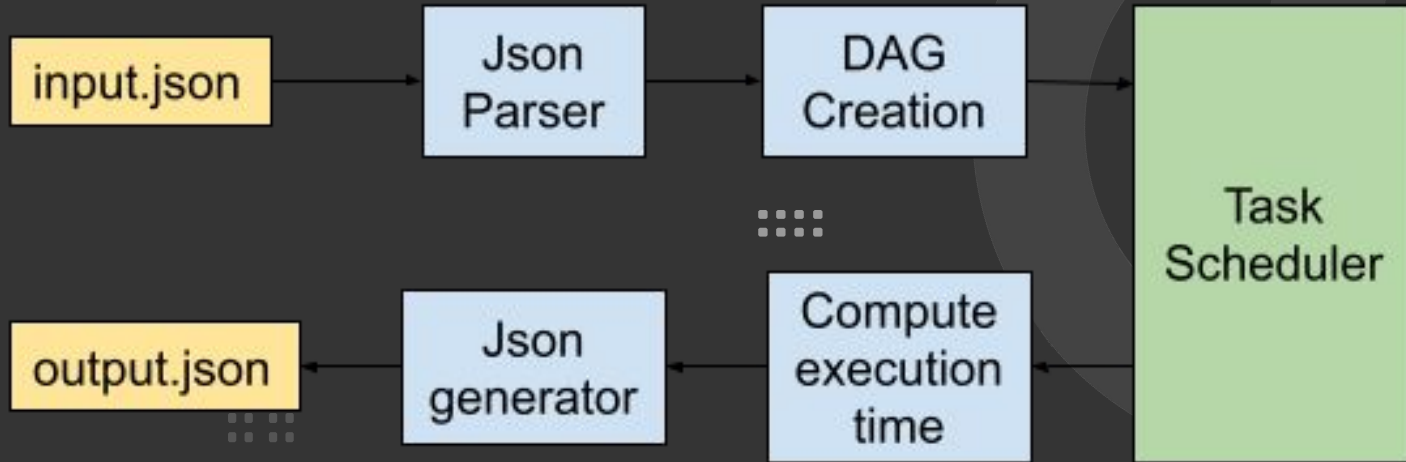 input.json
Json
Parser
DAG
Creation
Task
Scheduler
Compute
execution
time
Json
generator
output.json